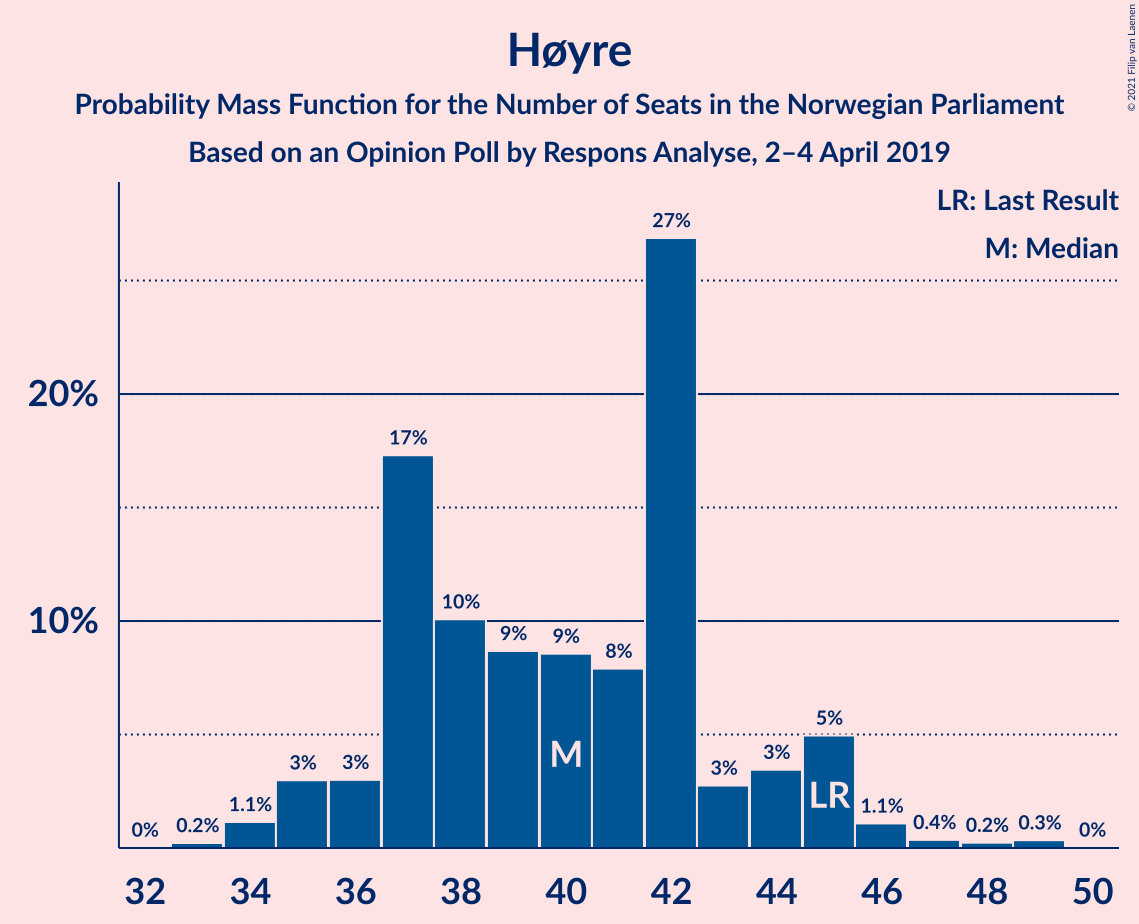 Høyre
Probability Mass Function for the Number of Seats in the Norwegian Parliament
Based on an Opinion Poll by Respons Analyse, 2–4 April 2019
© 2021 Filip van Laenen
LR: Last Result
M: Median
20%
10%
0%
0.2%
1.1%
3%
3%
17%
10%
9%
9%
8%
27%
3%
3%
5%
1.1%
0.4%
0.2%
0.3%
0%
M
LR
32 34 36 38 40 42 44 46 48 50